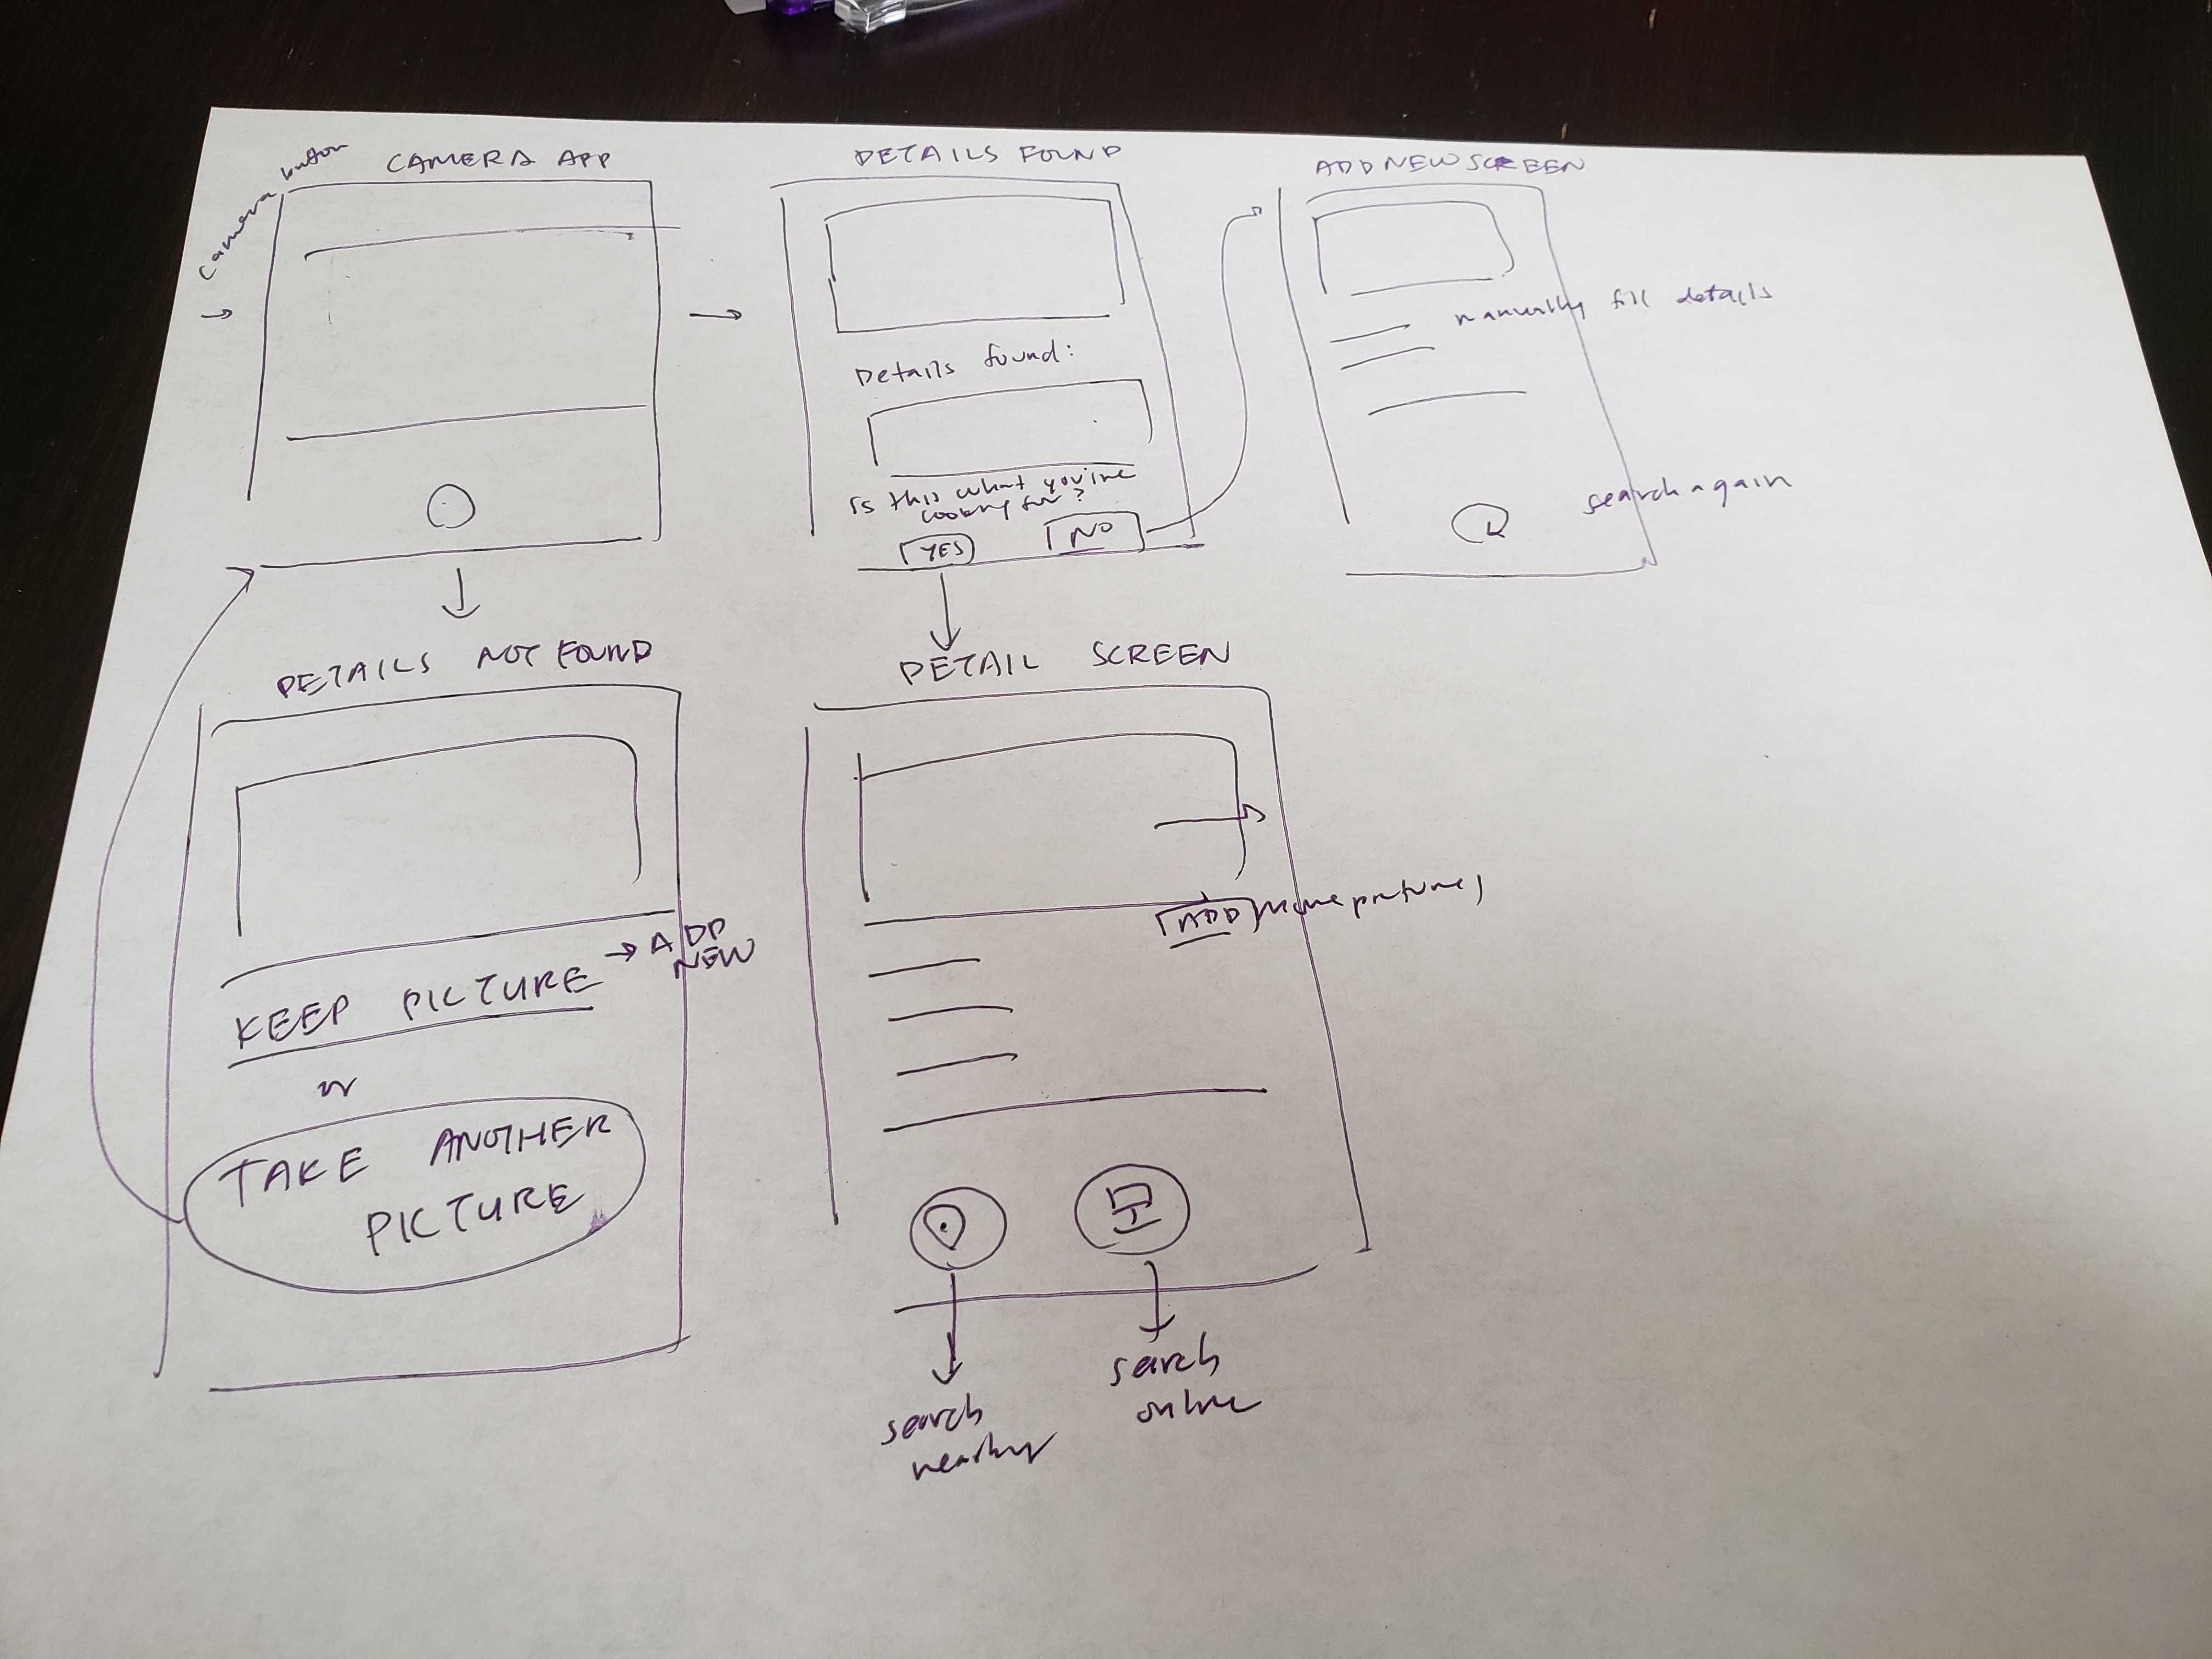 camera button
CAMERA APP
DETAILS FOUND
Details found:
Is this what you're
looking for?
YES
NO
ADD NEW SCREEN
manually fill details
search again
DETAILS NOT FOUND
KEEP PICTURE → ADD
NEW
or
TAKE ANOTHER
PICTURE
DETAIL SCREEN
ADD more pictures
search
nearby
search
online